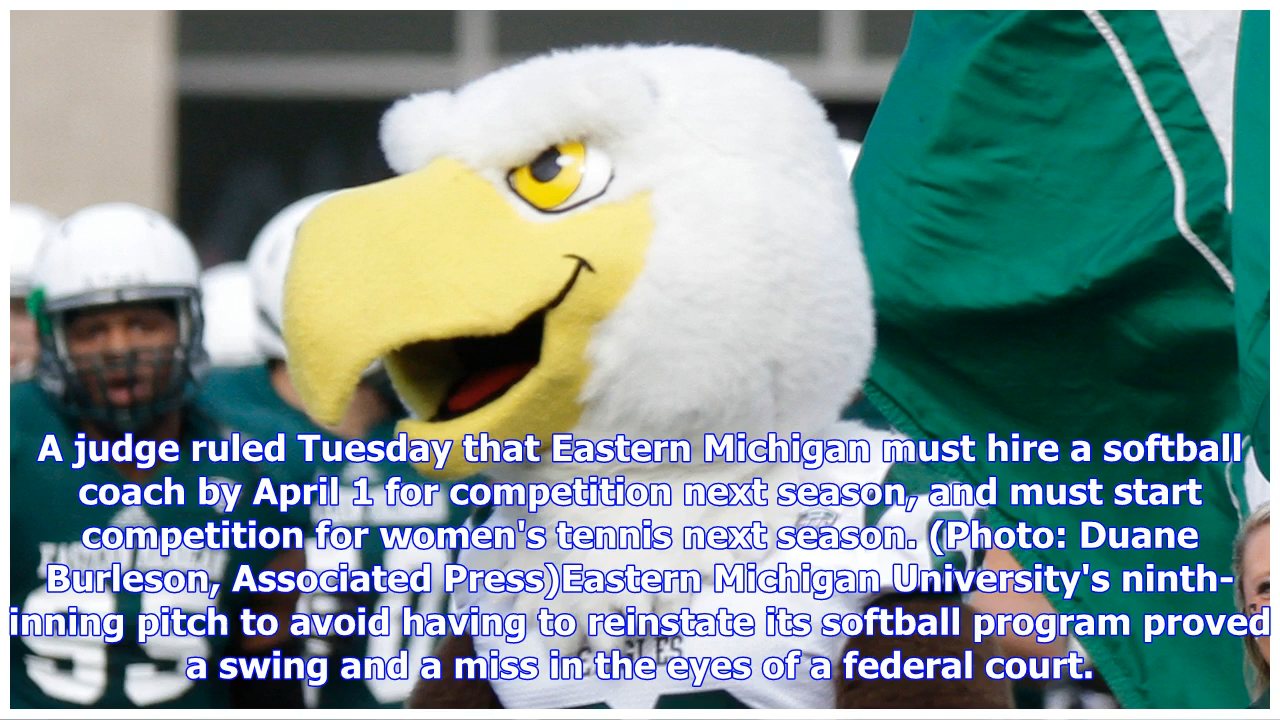 A judge ruled Tuesday that Eastern Michigan must hire a softball
coach by April 1 for competition next season, and must start
competition for women's tennis next season. (Photo: Duane
Burleson, Associated Press)Eastern Michigan University's ninth-
inning pitch to avoid having to reinstate its softball program proved
a swing and a miss in the eyes of a federal court.
95